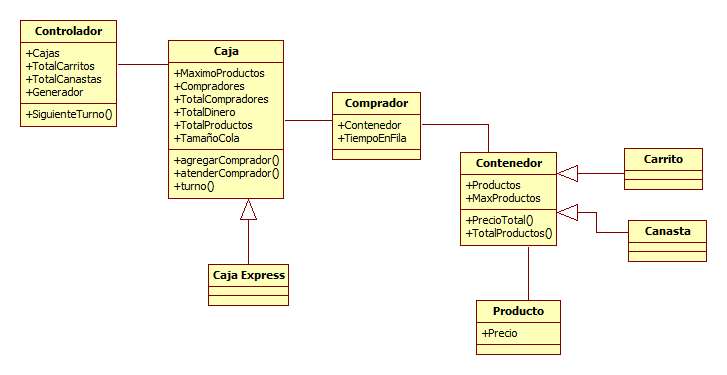 Controlador
+Cajas
+TotalCarritos
+TotalCanastas
+Generador
+SiguienteTurno()
Caja
+MaximoProductos
+Compradores
+TotalCompradores
+TotalDinero
+TotalProductos
+TamañoCola
+agregarComprador()
+atenderComprador()
+turno()
Caja Express
Comprador
+Contenedor
+TiempoEnFila
Contenedor
+Productos
+MaxProductos
+PrecioTotal()
+TotalProductos()
Carrito
Canasta
Producto
+Precio